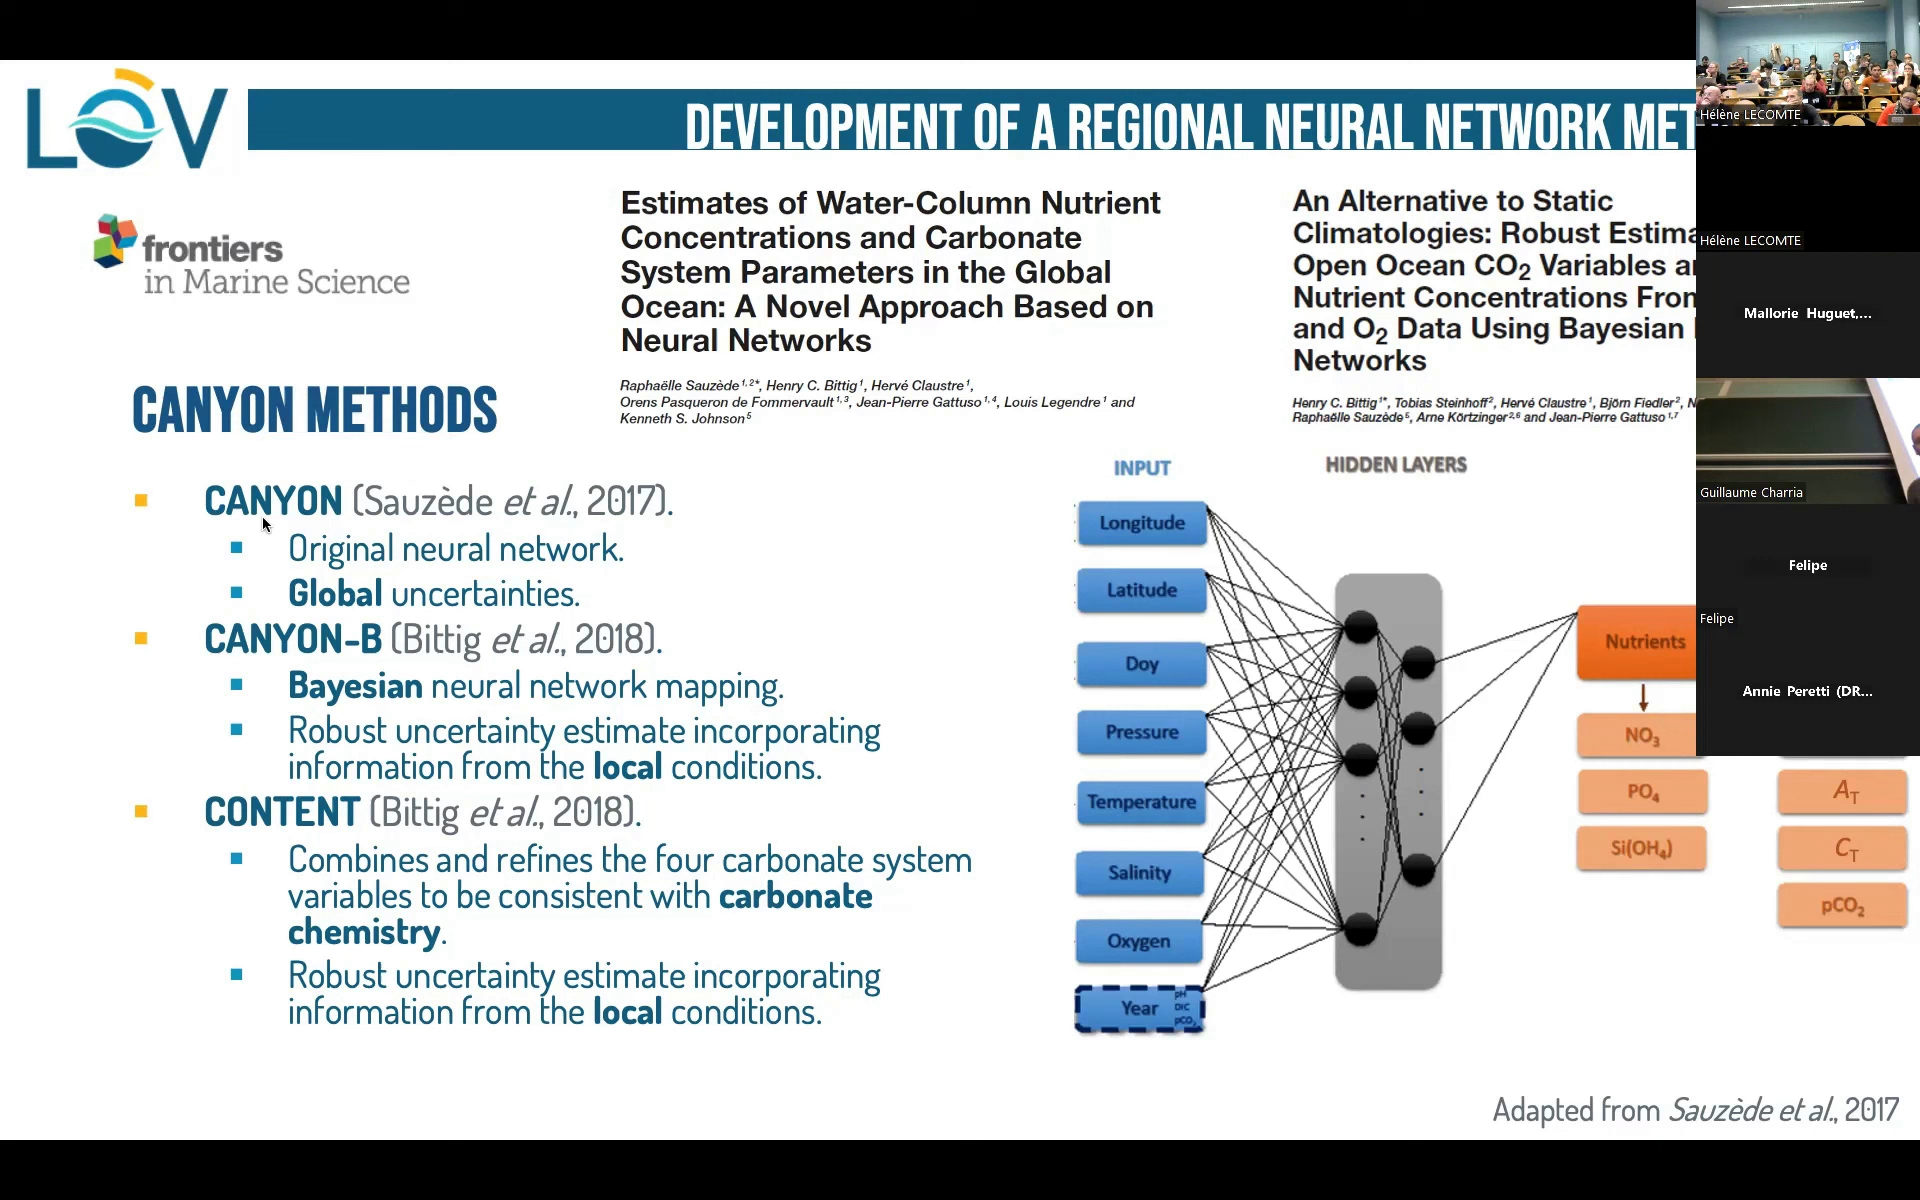 LOV
DEVELOPMENT OF A REGIONAL NEURAL NETWORK MET
frontiers
in Marine Science
Estimates of Water-Column Nutrient
Concentrations and Carbonate
System Parameters in the Global
Ocean: A Novel Approach Based on
Neural Networks
Raphaëlle Sauzède 1,2*, Henry C. Bittig 1, Hervé Claustre 1,
Orens Pasqueron de Fommervault 1,3, Jean-Pierre Gattuso 1,4, Louis Legendre 1 and
Kenneth S. Johnson 5
An Alternative to Static
Climatologies: Robust Estima
Open Ocean CO2 Variables a
Nutrient Concentrations Fro
and O2 Data Using Bayesian
Networks
Henry C. Bittig 1*, Tobias Steinhoff 2, Hervé Claustre 1, Björn Fiedler 2, N
Raphaëlle Sauzède 5, Arne Körtzinger 2,6 and Jean-Pierre Gattuso 1,7
CANYON METHODS
CANYON (Sauzède et al., 2017).
Original neural network.
Global uncertainties.
CANYON-B (Bittig et al., 2018).
Bayesian neural network mapping.
Robust uncertainty estimate incorporating
information from the local conditions.
CONTENT (Bittig et al., 2018).
Combines and refines the four carbonate system
variables to be consistent with carbonate
chemistry.
Robust uncertainty estimate incorporating
information from the local conditions.
INPUT
HIDDEN LAYERS
Longitude
Latitude
Doy
Pressure
Temperature
Salinity
Oxygen
Year
pH
DIC
pCO2
Nutrients
NO3
PO4
Si(OH4)
AT
CT
pCO2
Adapted from Sauzède et al., 2017
Hélène LECOMTE
Hélène LECOMTE
Mallorie Huguet,...
Guillaume Charria
Felipe
Felipe
Annie Peretti (DR...